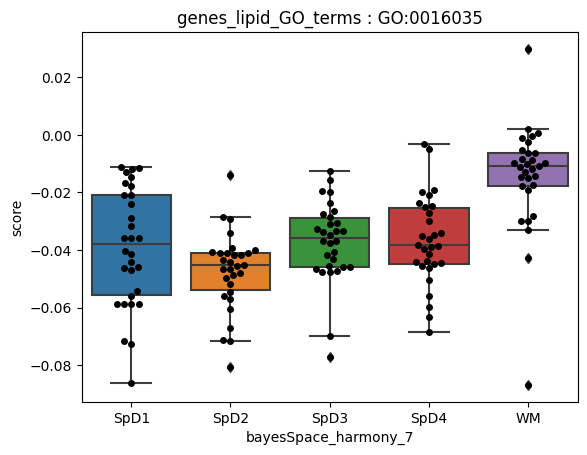 genes_lipid_GO_terms : GO:0016035
0.02
0.00
−0.02
−0.04
−0.06
−0.08
score
SpD1 SpD2 SpD3 SpD4 WM
bayesSpace_harmony_7